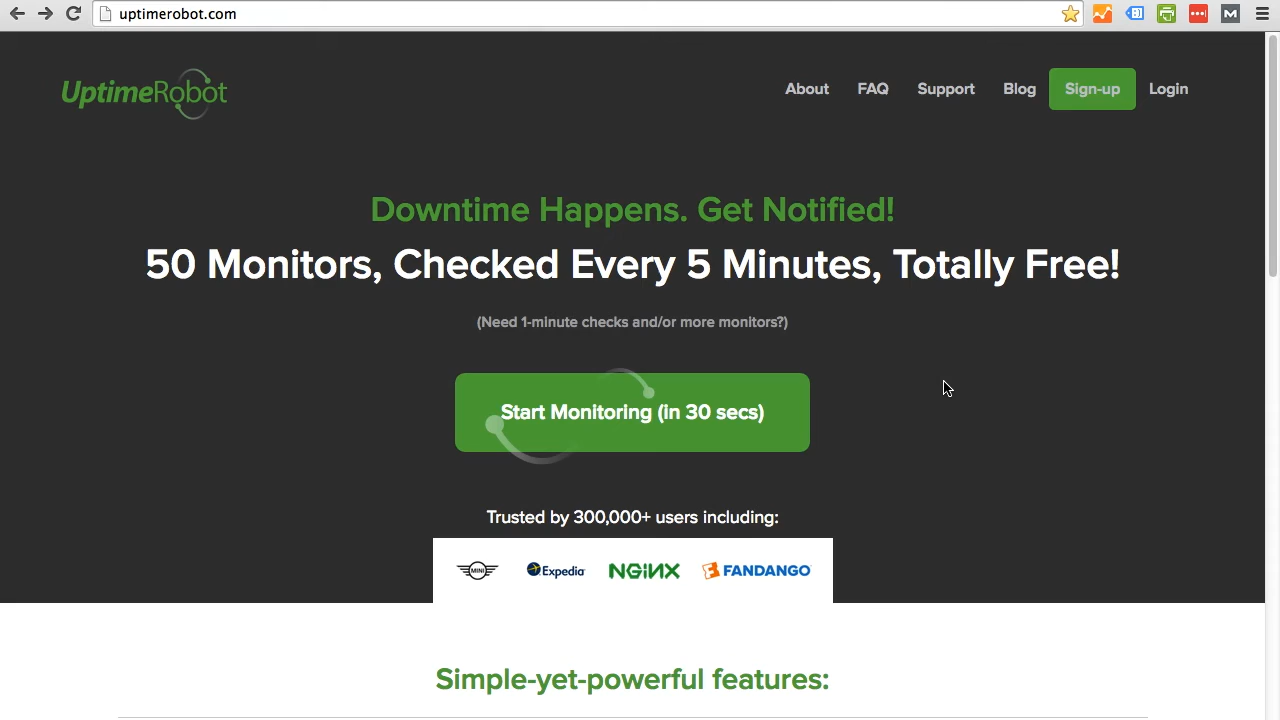 uptimerobot.com
UptimeRobot
About FAQ Support Blog Sign-up Login
Downtime Happens. Get Notified!
50 Monitors, Checked Every 5 Minutes, Totally Free!
(Need 1-minute checks and/or more monitors?)
Start Monitoring (in 30 secs)
Trusted by 300,000+ users including:
MINI Expedia NGiNX FANDANGO
Simple-yet-powerful features: